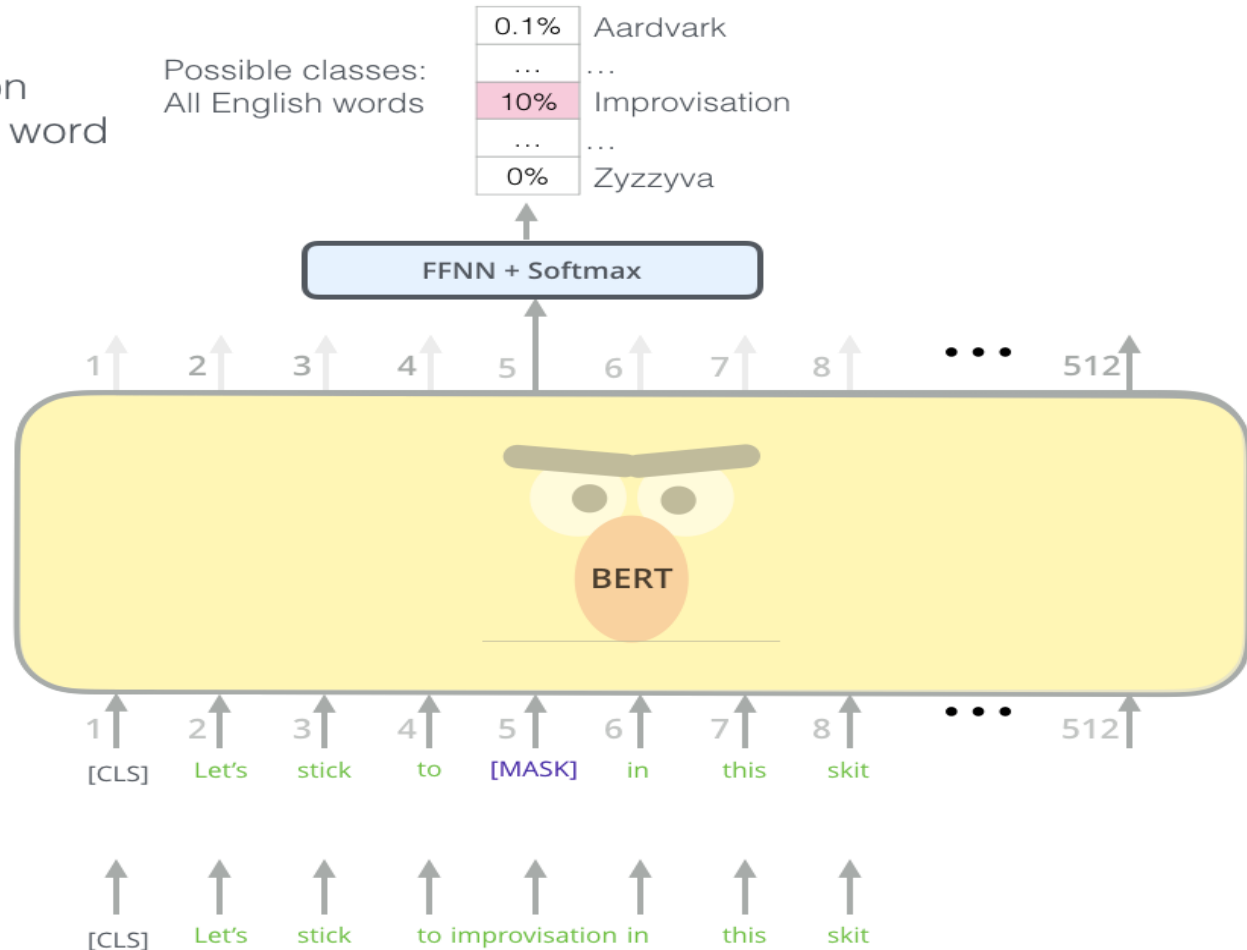 0.1% Aardvark
... ...
Possible classes:
on
All English words
10% Improvisation
word
... ...
0% Zyzzyva
FFNN + Softmax
1 2 3 4 5 6 7 8 ... 512
BERT
1 2 3 4 5 6 7 8 ... 512
[CLS] Let's stick to [MASK] in this skit
[CLS] Let's stick to improvisation in this skit